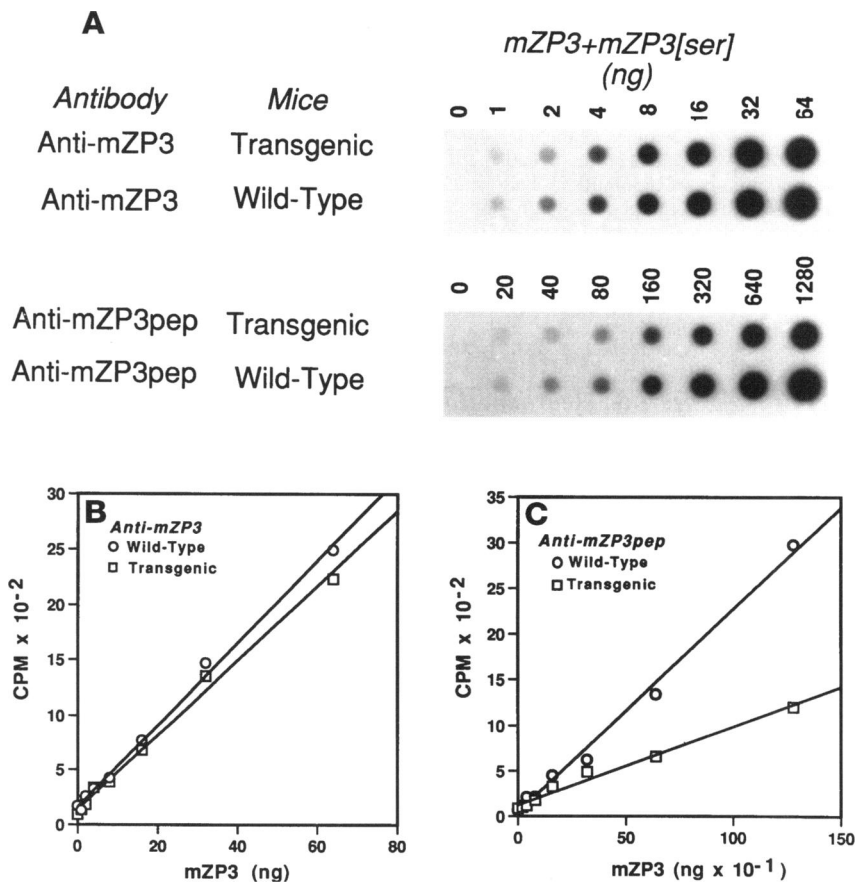 A
mZP3+mZP3[ser]
(ng)
Antibody Mice
0 1 2 4 8 16 32 64
Anti-mZP3 Transgenic
Anti-mZP3 Wild-Type
0 20 40 80 160 320 640 1280
Anti-mZP3pep Transgenic
Anti-mZP3pep Wild-Type
B
Anti-mZP3
Wild-Type
Transgenic
CPM x 10-2
30
25
20
15
10
5
0
0 20 40 60 80
mZP3 (ng)
C
Anti-mZP3pep
Wild-Type
Transgenic
CPM x 10-2
35
30
25
20
15
10
5
0
0 50 100 150
mZP3 (ng x 10-1)